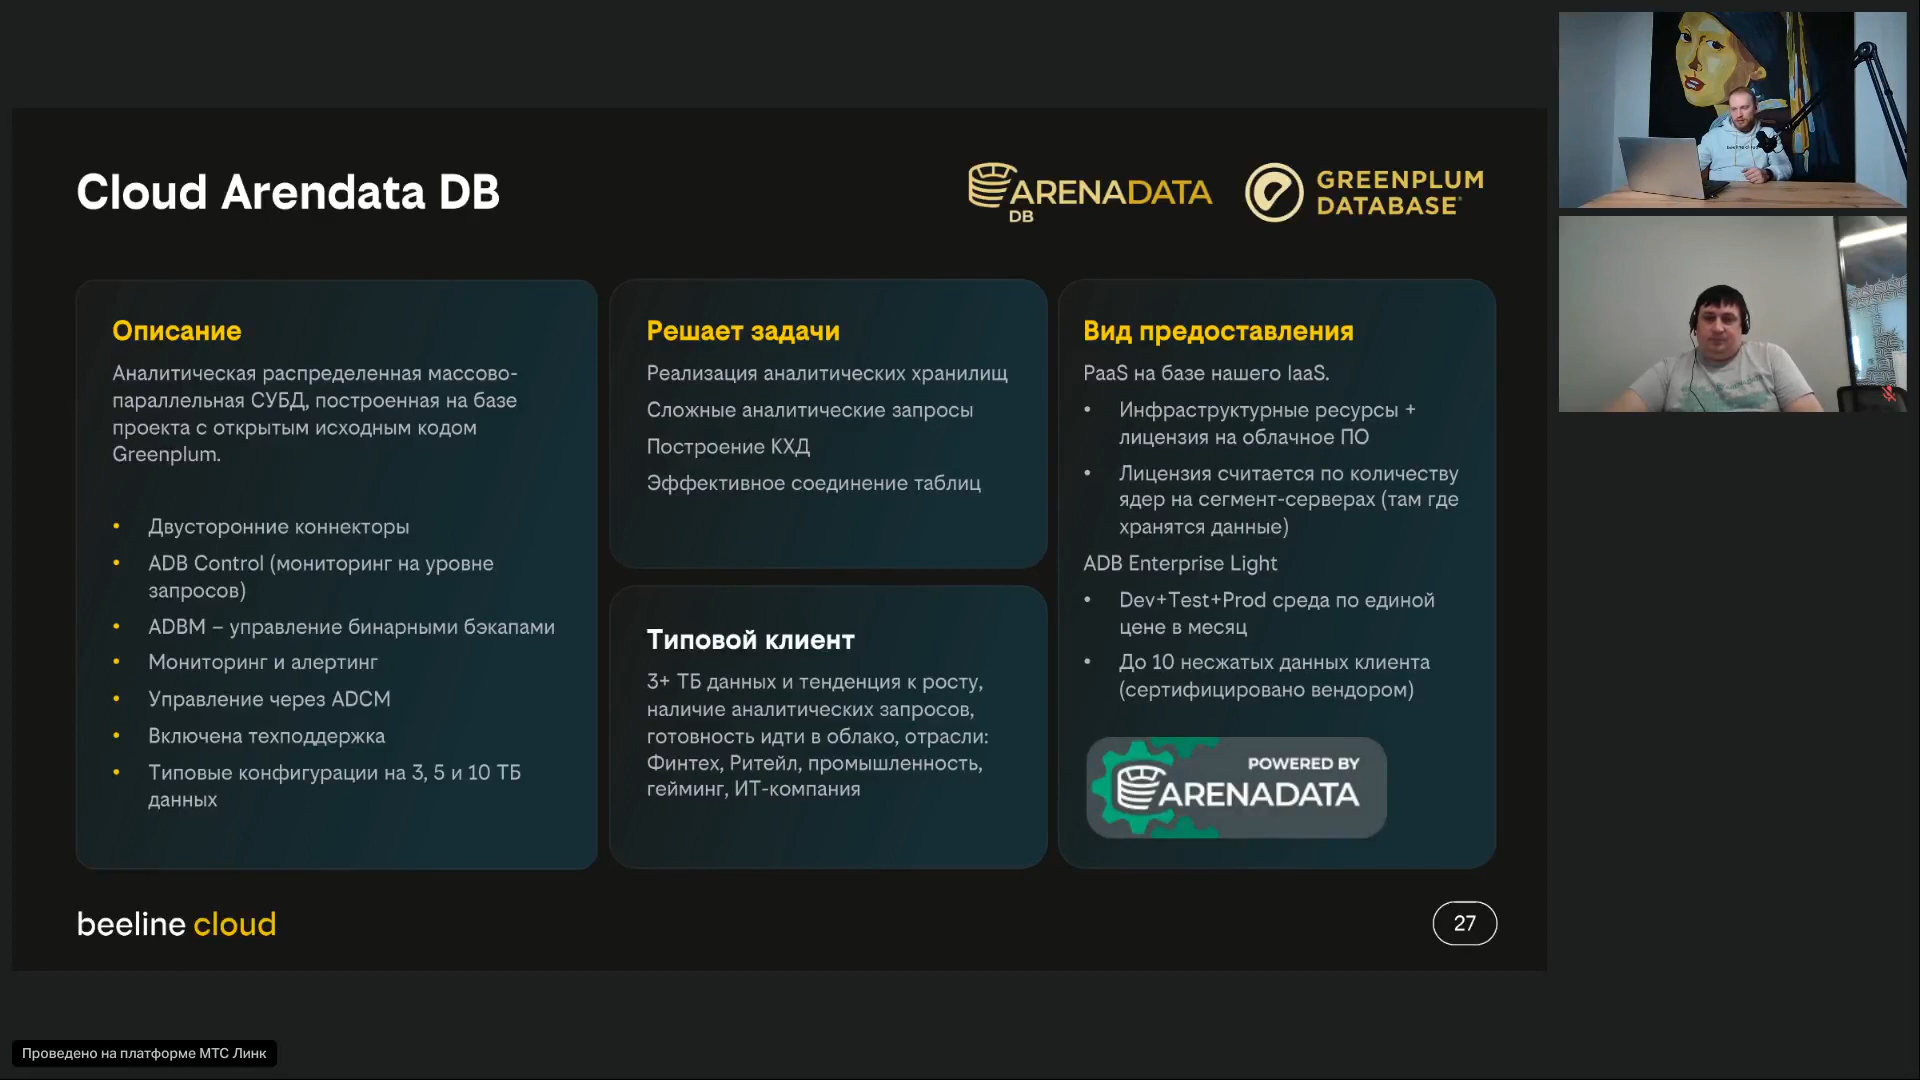 Cloud Arendata DB
ARENADATA
DB
GREENPLUM
DATABASE
Описание
Аналитическая распределенная массово-
параллельная СУБД, построенная на базе
проекта с открытым исходным кодом
Greenplum.
• Двусторонние коннекторы
• ADB Control (мониторинг на уровне
запросов)
• ADBM – управление бинарными бэкапами
• Мониторинг и алертинг
• Управление через ADCM
• Включена техподдержка
• Типовые конфигурации на 3, 5 и 10 ТБ
данных
Решает задачи
Реализация аналитических хранилищ
Сложные аналитические запросы
Построение КХД
Эффективное соединение таблиц
Типовой клиент
3+ ТБ данных и тенденция к росту,
наличие аналитических запросов,
готовность идти в облако, отрасли:
Финтех, Ритейл, промышленность,
гейминг, ИТ-компания
Вид предоставления
PaaS на базе нашего IaaS.
• Инфраструктурные ресурсы +
лицензия на облачное ПО
• Лицензия считается по количеству
ядер на сегмент-серверах (там где
хранятся данные)
ADB Enterprise Light
• Dev+Test+Prod среда по единой
цене в месяц
• До 10 несжатых данных клиента
(сертифицировано вендором)
POWERED BY
ARENADATA
beeline cloud
27
Проведено на платформе МТС Линк